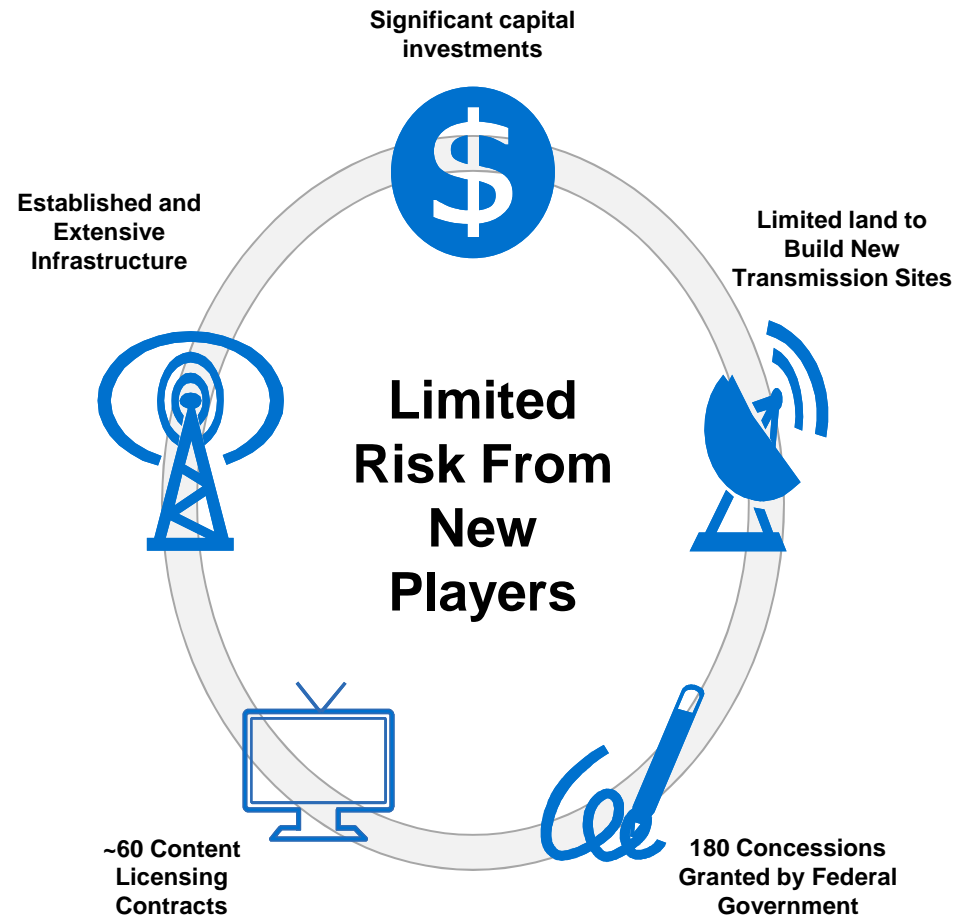 Significant capital
investments
$
Established and
Extensive
Infrastructure
Limited land to
Build New
Transmission Sites
Limited
Risk From
New
Players
~60 Content
Licensing
Contracts
180 Concessions
Granted by Federal
Government